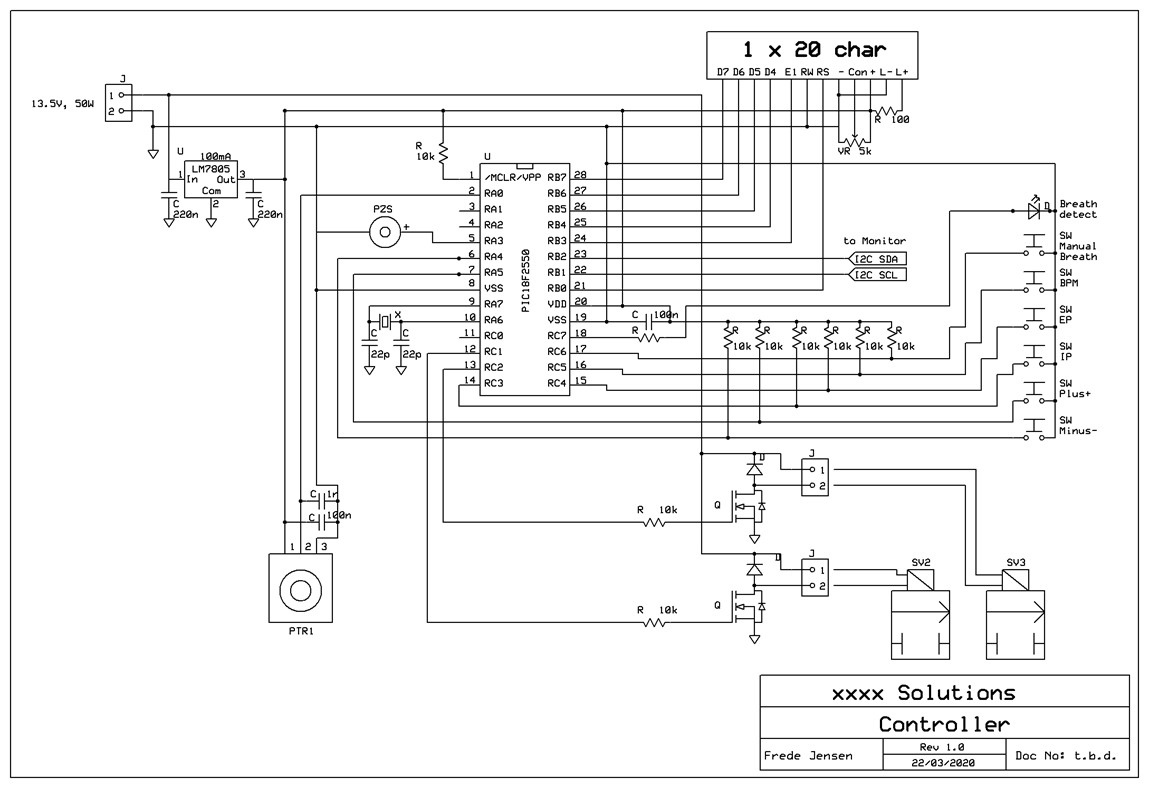 1 x 20 char
D7 D6 D5 D4 E1 RW RS - Con + L- L+
J
1
2
13.5V, 50W
R 100
VR 5k
U
100mA
LM7805
In Out
Com
1
3
2
C
220n
C
220n
R
10k
U
PIC18F2550
1 /MCLR/VPP RB7 28
2 RA0 RB6 27
3 RA1 RB5 26
4 RA2 RB4 25
5 RA3 RB3 24
6 RA4 RB2 23
7 RA5 RB1 22
8 VSS RB0 21
9 RA7 VDD 20
10 RA6 VSS 19
11 RC0 RC7 18
12 RC1 RC6 17
13 RC2 RC5 16
14 RC3 RC4 15
PZS
+
X
C
22p
C
22p
to Monitor
I2C SDA
I2C SCL
C 100n
R
R
10k
R
10k
R
10k
R
10k
R
10k
R
10k
D
Breath
detect
SW
Manual
Breath
SW
BPM
SW
EP
SW
IP
SW
Plus+
SW
Minus-
C 1n
C 100n
1 2 3
PTR1
R 10k
Q
D
J
1
2
R 10k
Q
D
J
1
2
SV2
SV3
xxxx Solutions
Controller
Frede Jensen
Rev 1.0
22/03/2020
Doc No: t.b.d.